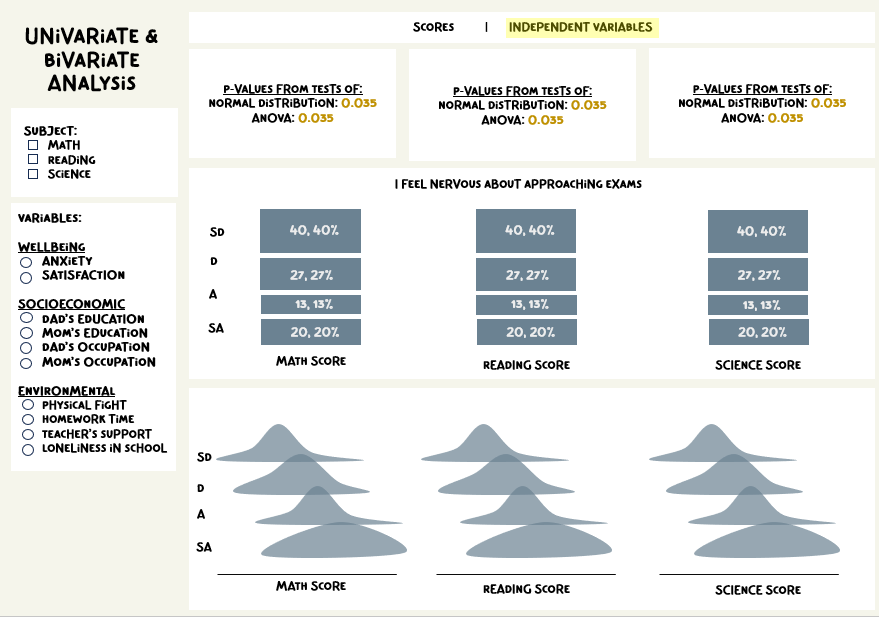 UNIVARIATE &
BIVARIATE
ANALYSIS
SUBJECT:
MATH
READING
SCIENCE
VARIABLES:
WELLBEING
ANXIETY
SATISFACTION
SOCIOECONOMIC
DAD'S EDUCATION
MOM'S EDUCATION
DAD'S OCCUPATION
MOM'S OCCUPATION
ENVIRONMENTAL
PHYSICAL FIGHT
HOMEWORK TIME
TEACHER'S SUPPORT
LONELINESS IN SCHOOL
SCORES | INDEPENDENT VARIABLES
P-VALUES FROM TESTS OF:
NORMAL DISTRIBUTION: 0.035
ANOVA: 0.035
P-VALUES FROM TESTS OF:
NORMAL DISTRIBUTION: 0.035
ANOVA: 0.035
P-VALUES FROM TESTS OF:
NORMAL DISTRIBUTION: 0.035
ANOVA: 0.035
I FEEL NERVOUS ABOUT APPROACHING EXAMS
SD 40, 40% 40, 40% 40, 40%
D 27, 27% 27, 27% 27, 27%
A 13, 13% 13, 13% 13, 13%
SA 20, 20% 20, 20% 20, 20%
MATH SCORE READING SCORE SCIENCE SCORE
SD
D
A
SA
MATH SCORE READING SCORE SCIENCE SCORE